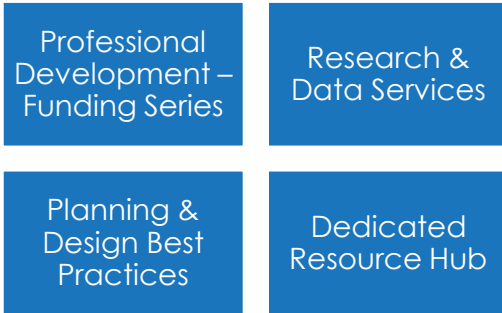 Professional
Development –
Funding Series
Research &
Data Services
Planning &
Design Best
Practices
Dedicated
Resource Hub